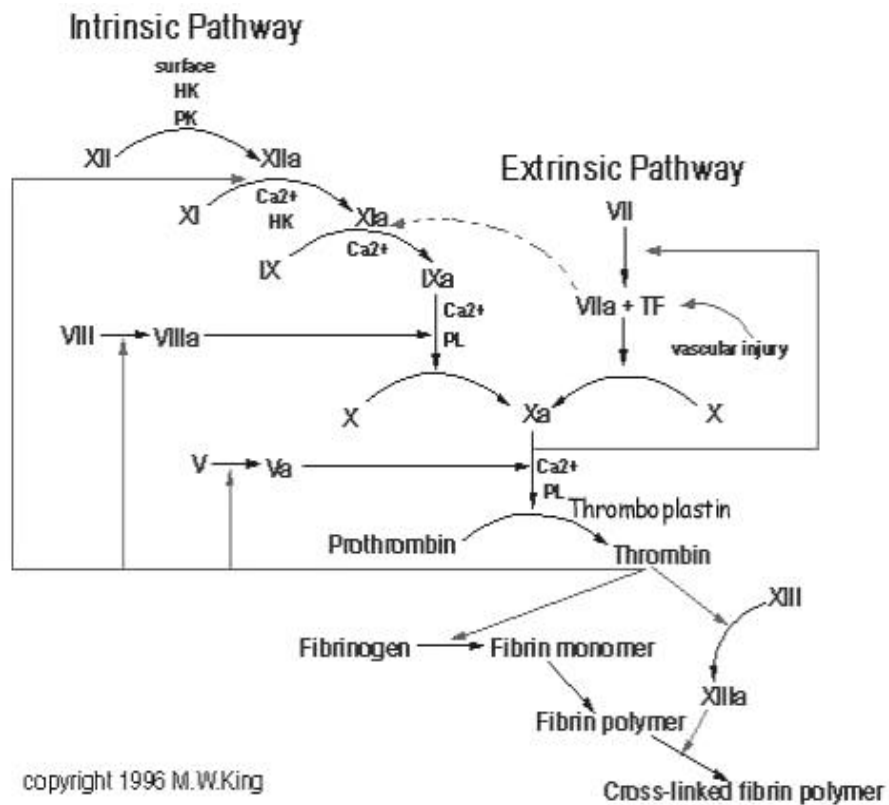 Intrinsic Pathway
surface
HK
PK
XII
XIIa
Extrinsic Pathway
XI
Ca2+
HK
XIa
VII
IX
Ca2+
IXa
VIIa + TF
Ca2+
PL
VIII
VIIIa
vascular injury
X
Xa
X
V
Va
Ca2+
PL
Thromboplastin
Prothrombin
Thrombin
XIII
Fibrinogen
Fibrin monomer
XIIIa
Fibrin polymer
copyright 1996 M.W.King
Cross-linked fibrin polymer